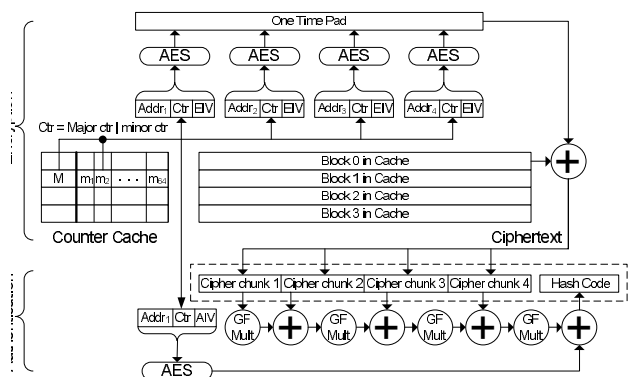 One Time Pad
AES AES AES AES
Addr1 Ctr EIV Addr2 Ctr EIV Addr3 Ctr EIV Addr4 Ctr EIV
Ctr = Major ctr | minor ctr
M m1 m2 . . . m64
Counter Cache
Block 0 in Cache
Block 1 in Cache
Block 2 in Cache
Block 3 in Cache
+
Ciphertext
Cipher chunk 1 Cipher chunk 2 Cipher chunk 3 Cipher chunk 4 Hash Code
Addr1 Ctr AIV
GF Mult + GF Mult + GF Mult + GF Mult +
AES